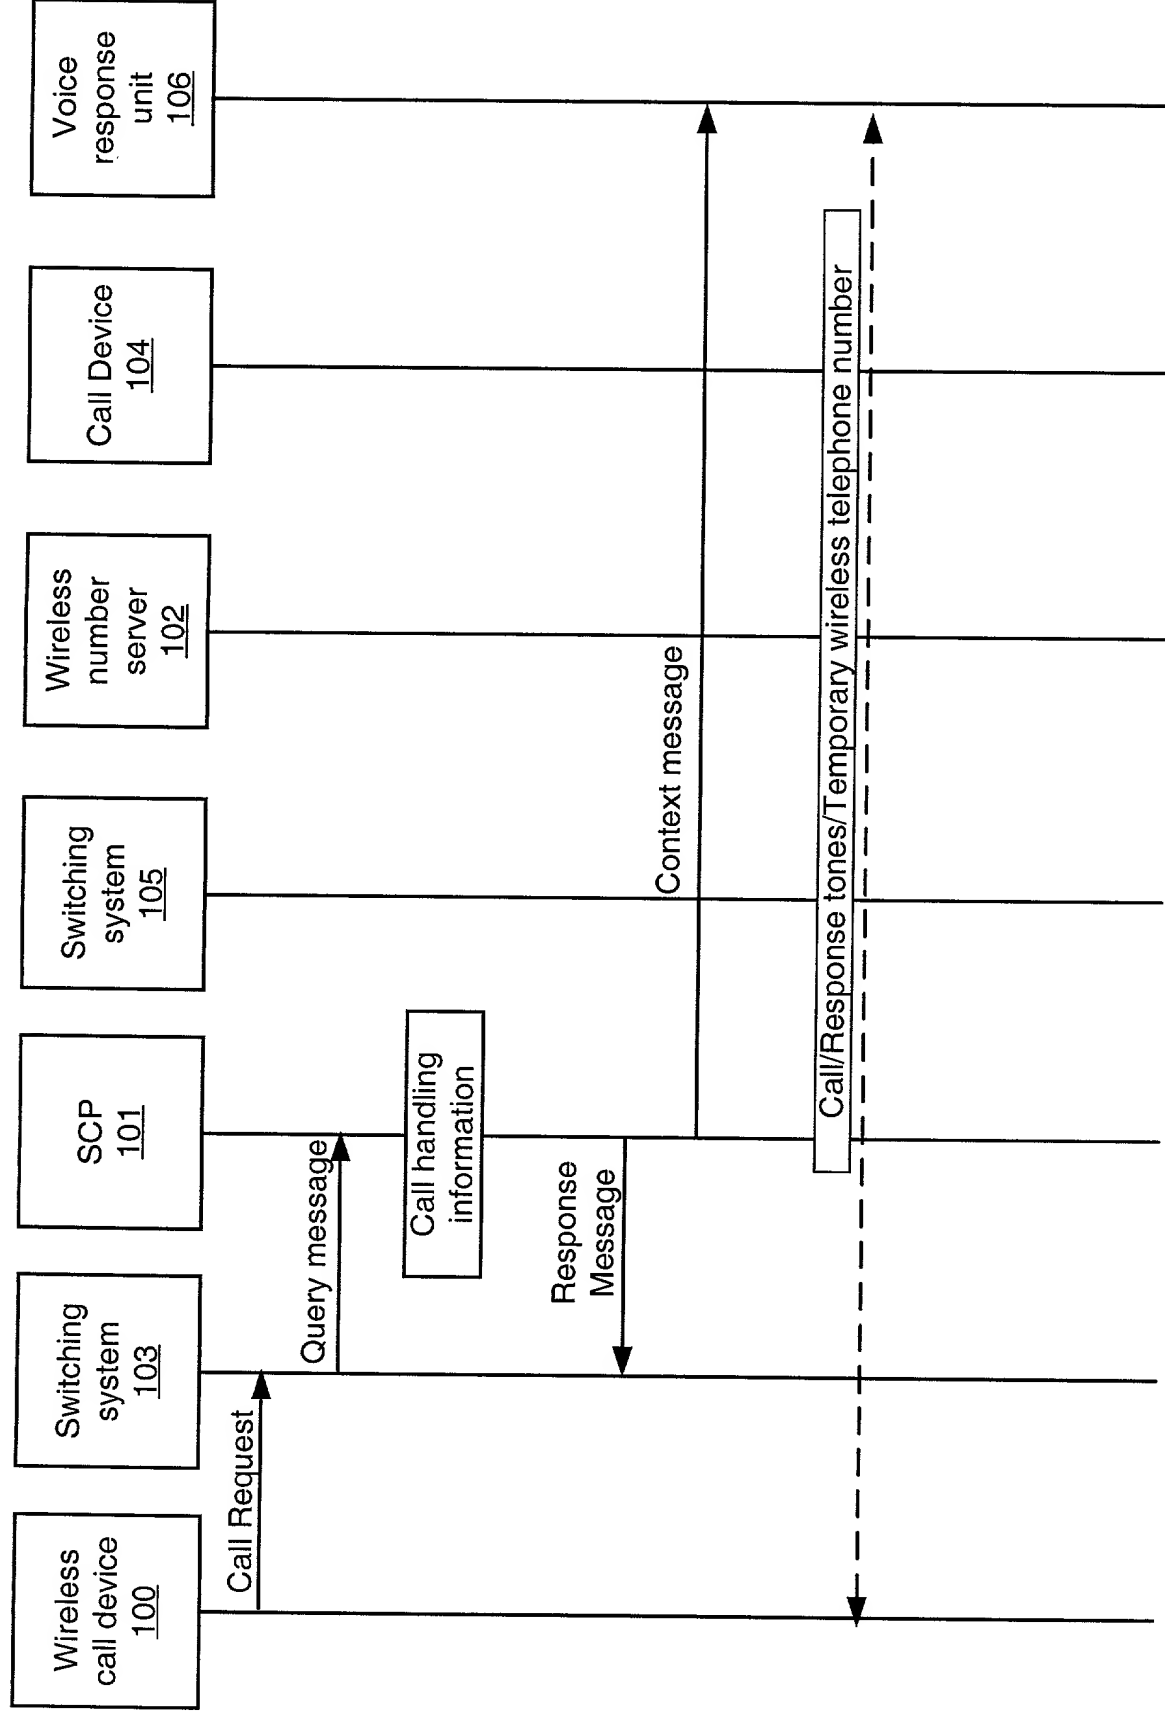 Wireless
call device
100
Switching
system
103
SCP
101
Switching
system
105
Wireless
number
server
102
Call Device
104
Voice
response
unit
106
Call Request
Query message
Call handling
information
Response
Message
Context message
Call/Response tones/Temporary wireless telephone number